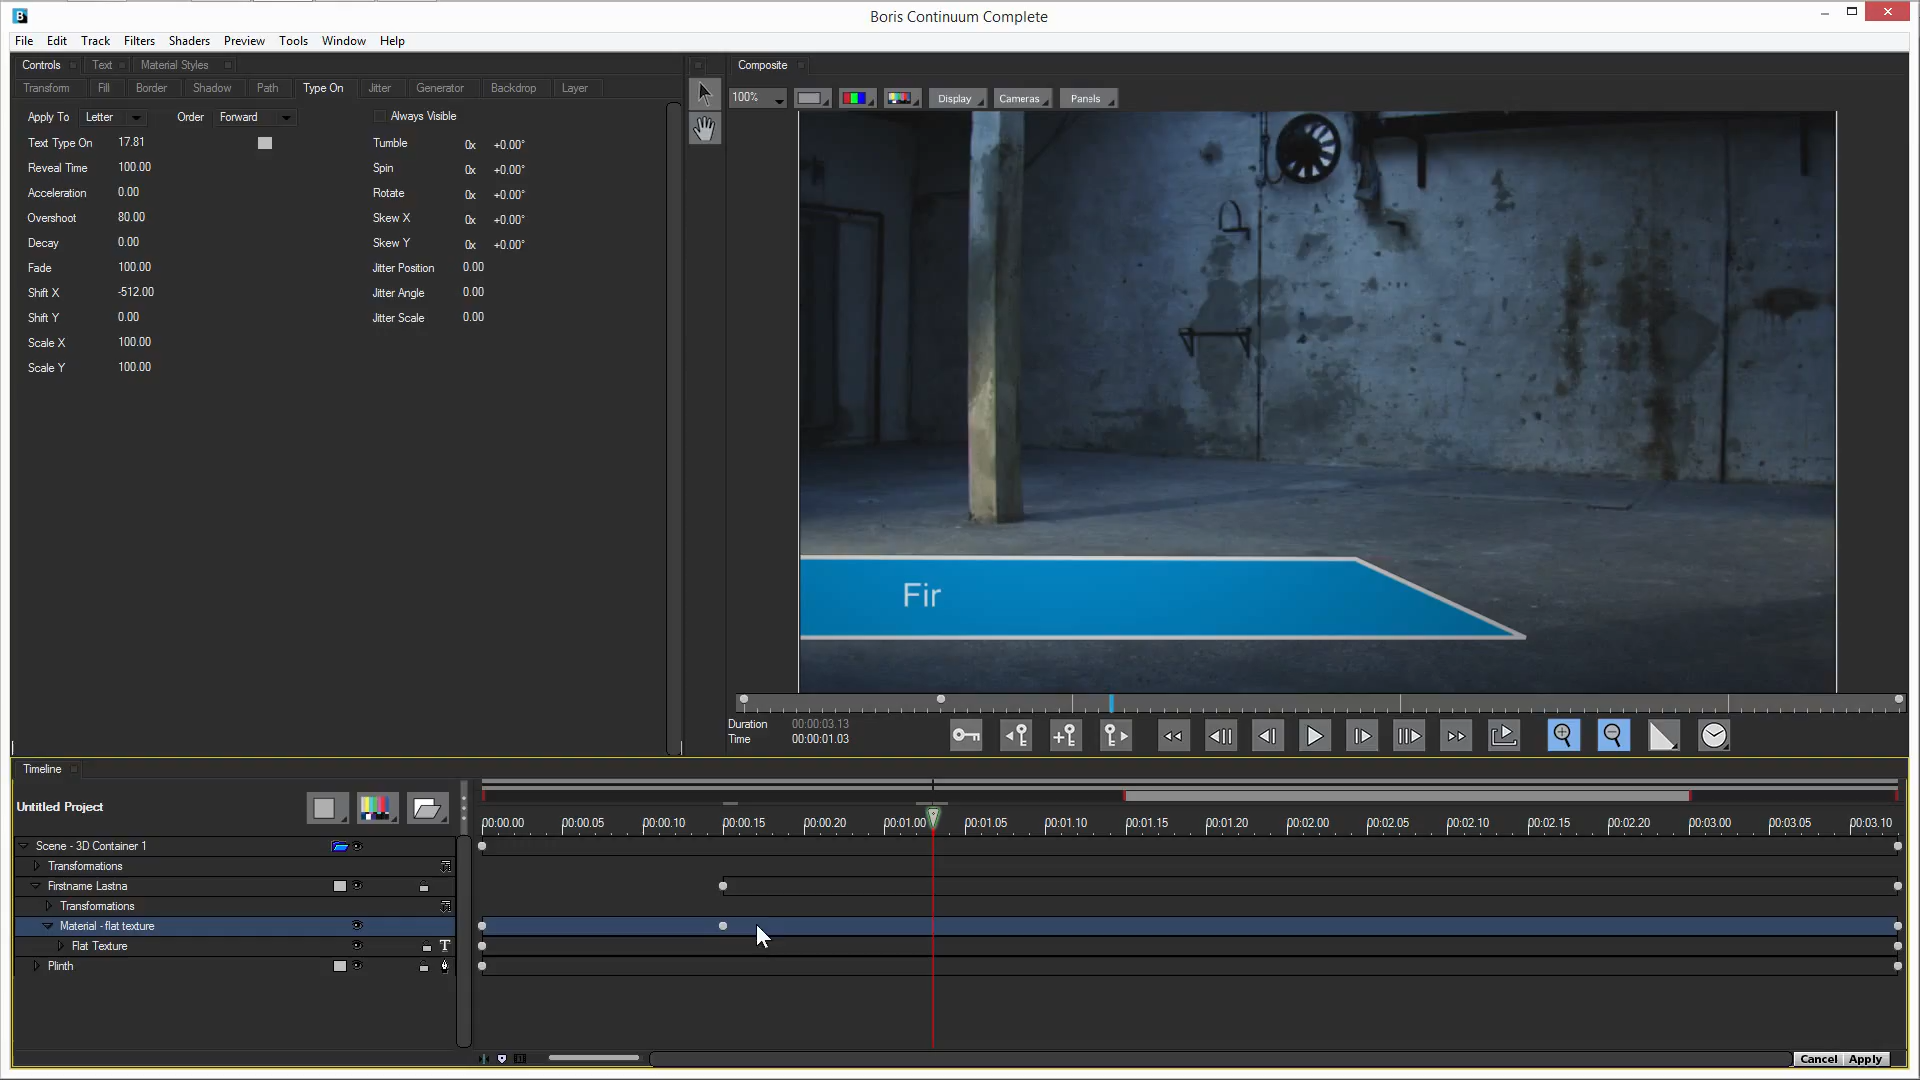 Boris Continuum Complete
File Edit Track Filters Shaders Preview Tools Window Help
Controls Text Material Styles Composite
Transform Fill Border Shadow Path Type On Jitter Generator Backdrop Layer
100% Display Cameras Panels
Apply To Letter Order Forward Always Visible
Text Type On 17.81 Tumble 0x +0.00°
Reveal Time 100.00 Spin 0x +0.00°
Acceleration 0.00 Rotate 0x +0.00°
Overshoot 80.00 Skew X 0x +0.00°
Decay 0.00 Skew Y 0x +0.00°
Fade 100.00 Jitter Position 0.00
Shift X -512.00 Jitter Angle 0.00
Shift Y 0.00 Jitter Scale 0.00
Scale X 100.00
Scale Y 100.00
Fir
Duration 00:00:03.13
Time 00:00:01.03
Timeline
Untitled Project
00:00.00 00:00.05 00:00.10 00:00.15 00:00.20 00:01.00 00:01.05 00:01.10 00:01.15 00:01.20 00:02.00 00:02.05 00:02.10 00:02.15 00:02.20 00:03.00 00:03.05 00:03.10
Scene - 3D Container 1
Transformations
Firstname Lastna
Transformations
Material - flat texture
Flat Texture T
Plinth
Cancel Apply